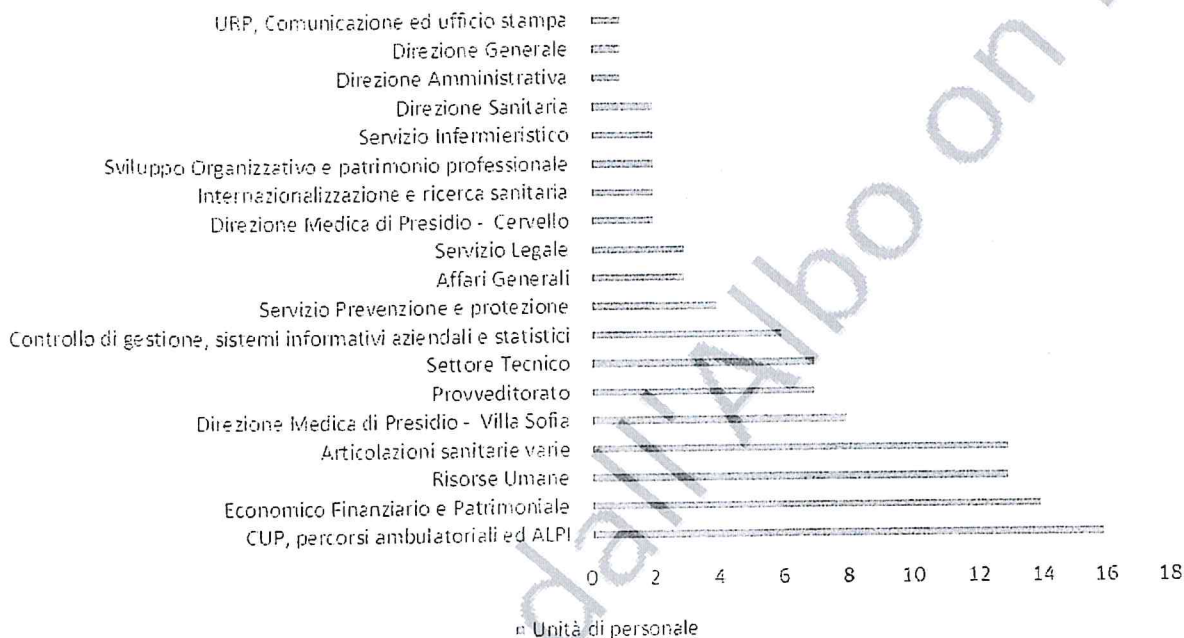 URP, Comunicazione ed ufficio stampa
Direzione Generale
Direzione Amministrativa
Direzione Sanitaria
Servizio Infermieristico
Sviluppo Organizzativo e patrimonio professionale
Internazionalizzazione e ricerca sanitaria
Direzione Medica di Presidio - Cervello
Servizio Legale
Affari Generali
Servizio Prevenzione e protezione
Controllo di gestione, sistemi informativi aziendali e statistici
Settore Tecnico
Provveditorato
Direzione Medica di Presidio - Villa Sofia
Articolazioni sanitarie varie
Risorse Umane
Economico Finanziario e Patrimoniale
CUP, percorsi ambulatoriali ed ALPI
0 2 4 6 8 10 12 14 16 18
Unità di personale
dall'Albo on